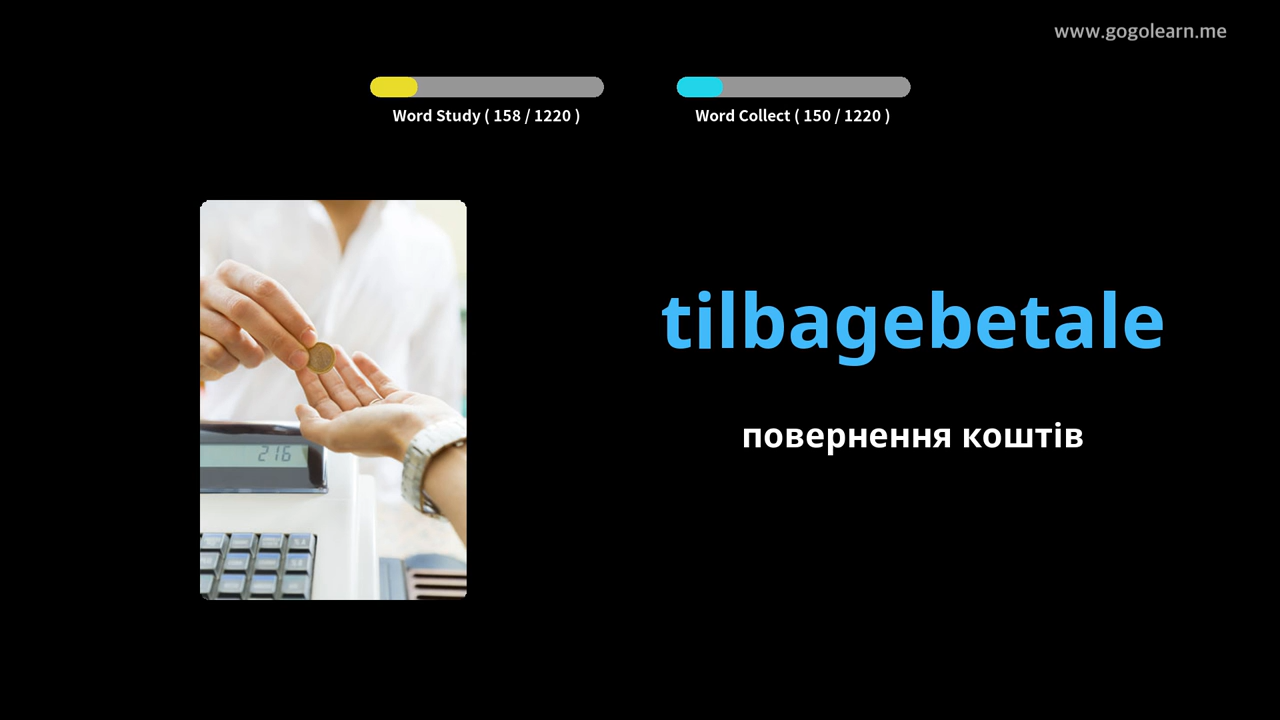 www.gogolearn.me
Word Study ( 158 / 1220 )
Word Collect ( 150 / 1220 )
tilbagebetale
повернення коштів
216